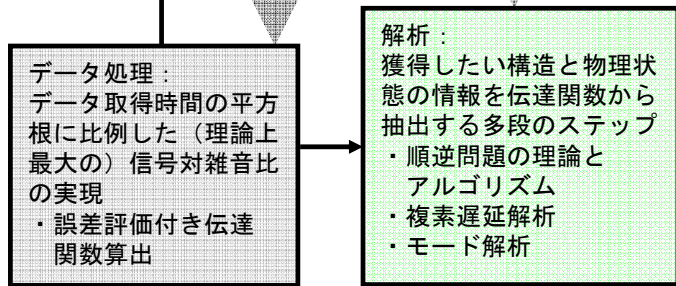 データ処理：
データ取得時間の平方
根に比例した（理論上
最大の）信号対雑音比
の実現
・誤差評価付き伝達
関数算出
解析：
獲得したい構造と物理状
態の情報を伝達関数から
抽出する多段のステップ
・順逆問題の理論と
アルゴリズム
・複素遅延解析
・モード解析